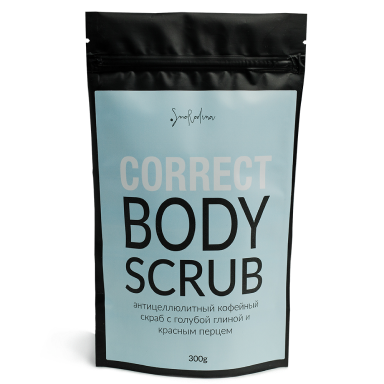 SmoRodina
CORRECT
BODY
SCRUB
антицеллюлитный кофейный
скраб с голубой глиной и
красным перцем
300g